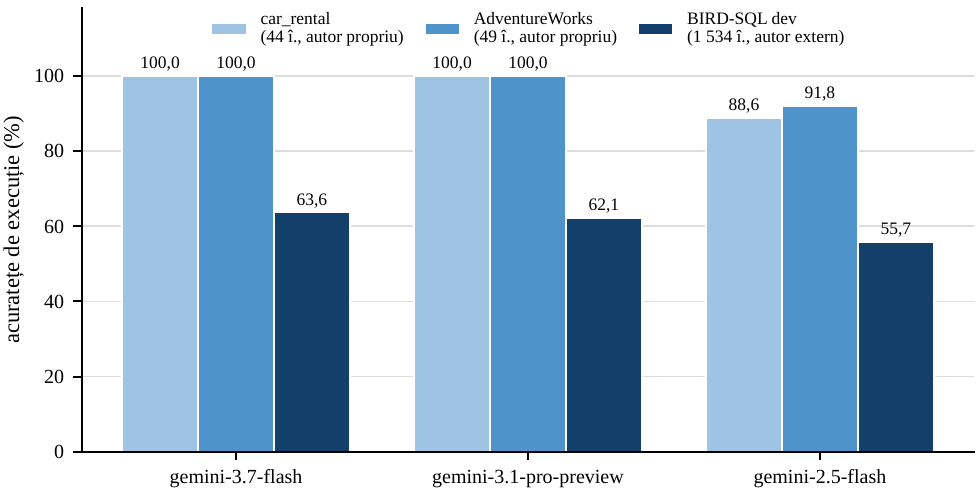 car_rental
(44 î., autor propriu)
AdventureWorks
(49 î., autor propriu)
BIRD-SQL dev
(1 534 î., autor extern)
acuratețe de execuție (%)
100
80
60
40
20
0
100,0
100,0
63,6
100,0
100,0
62,1
88,6
91,8
55,7
gemini-3.7-flash
gemini-3.1-pro-preview
gemini-2.5-flash